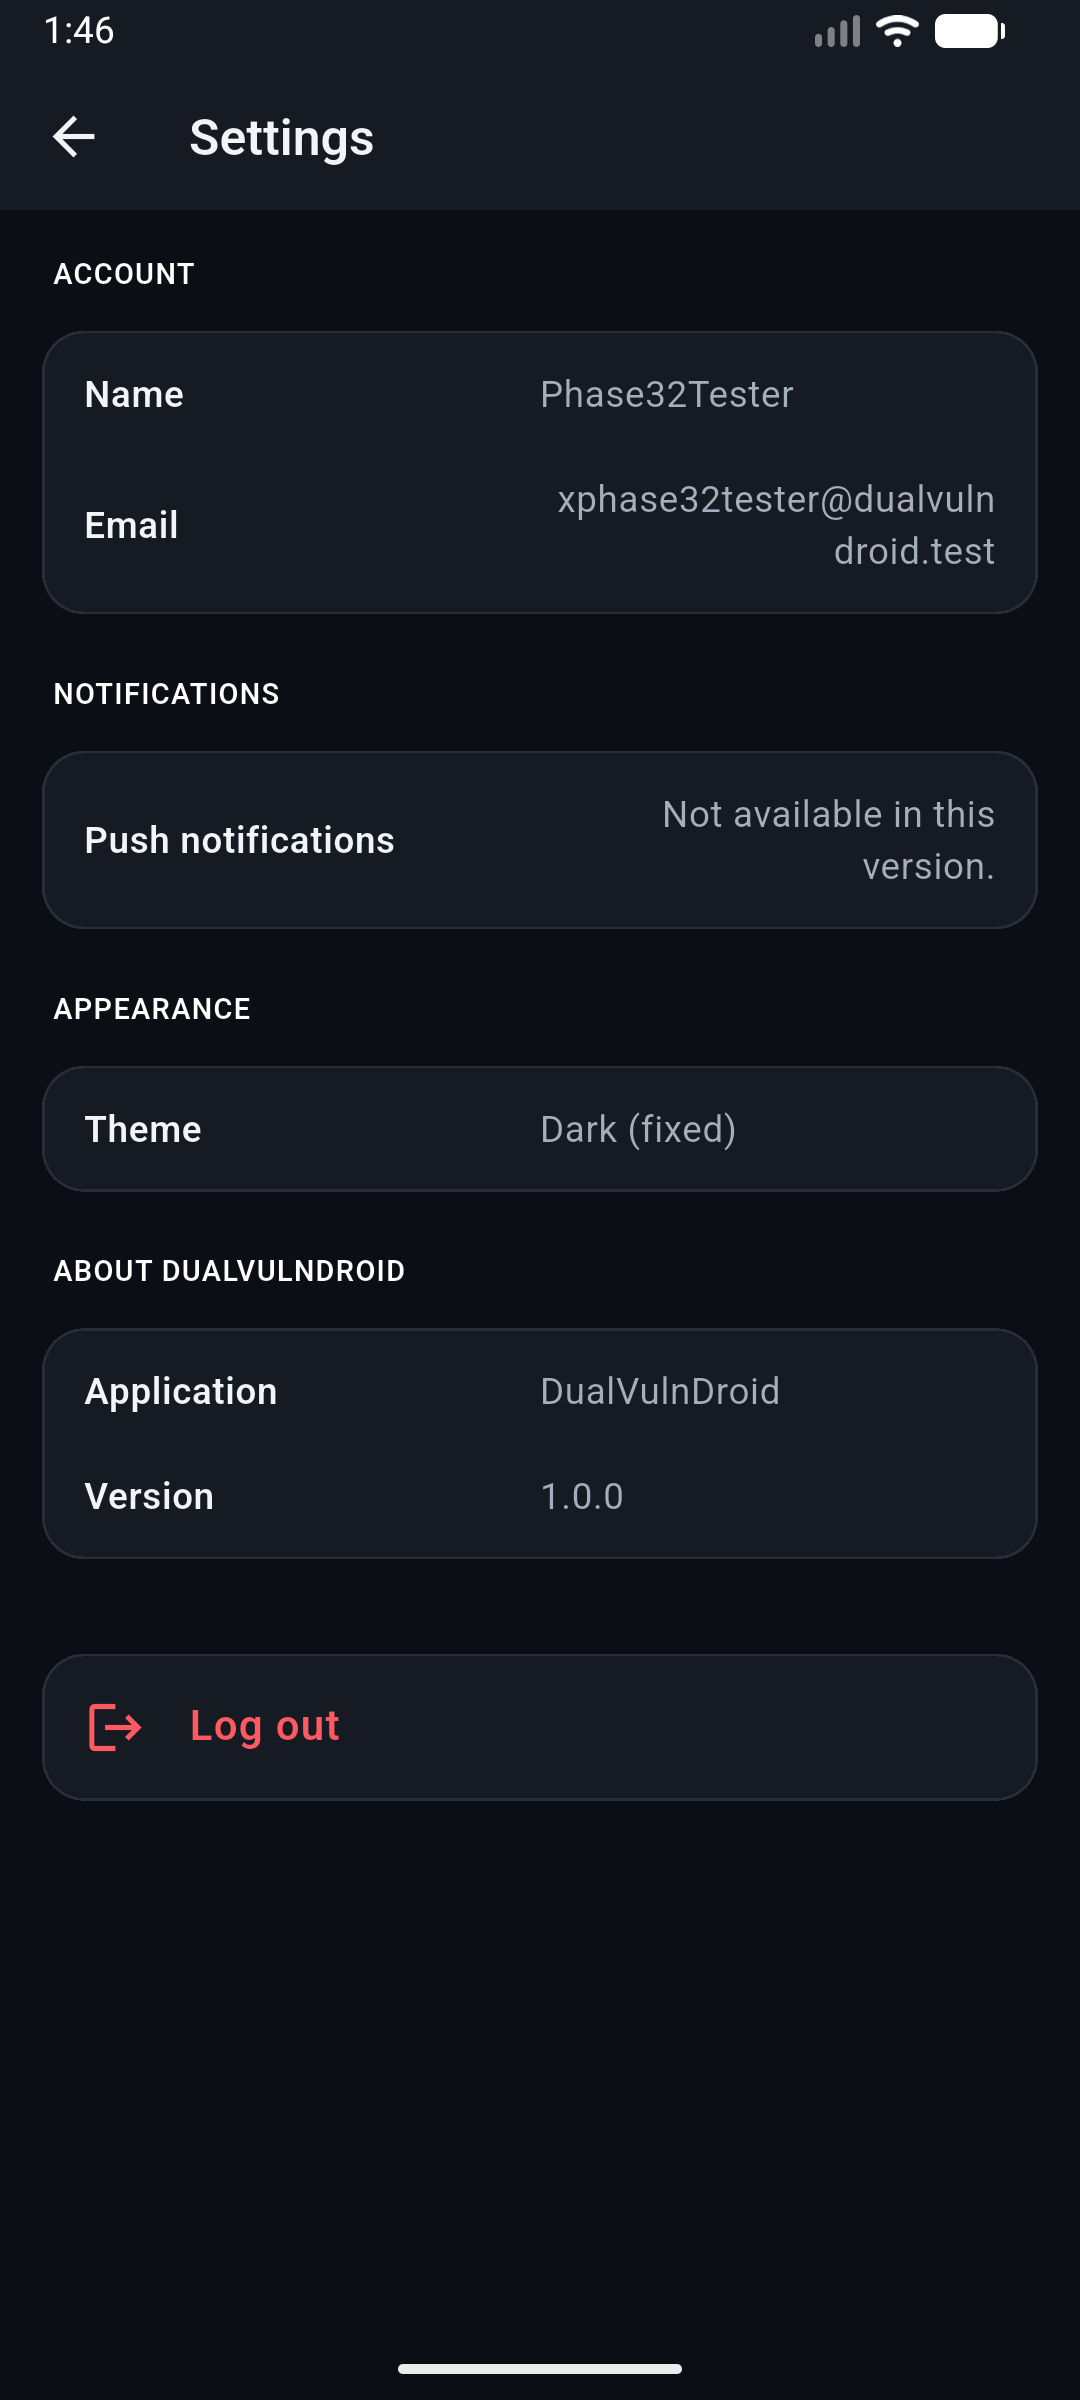 1:46
Settings
ACCOUNT
Name
Phase32Tester
Email
xphase32tester@dualvuln
droid.test
NOTIFICATIONS
Push notifications
Not available in this
version.
APPEARANCE
Theme
Dark (fixed)
ABOUT DUALVULNDROID
Application
DualVulnDroid
Version
1.0.0
Log out